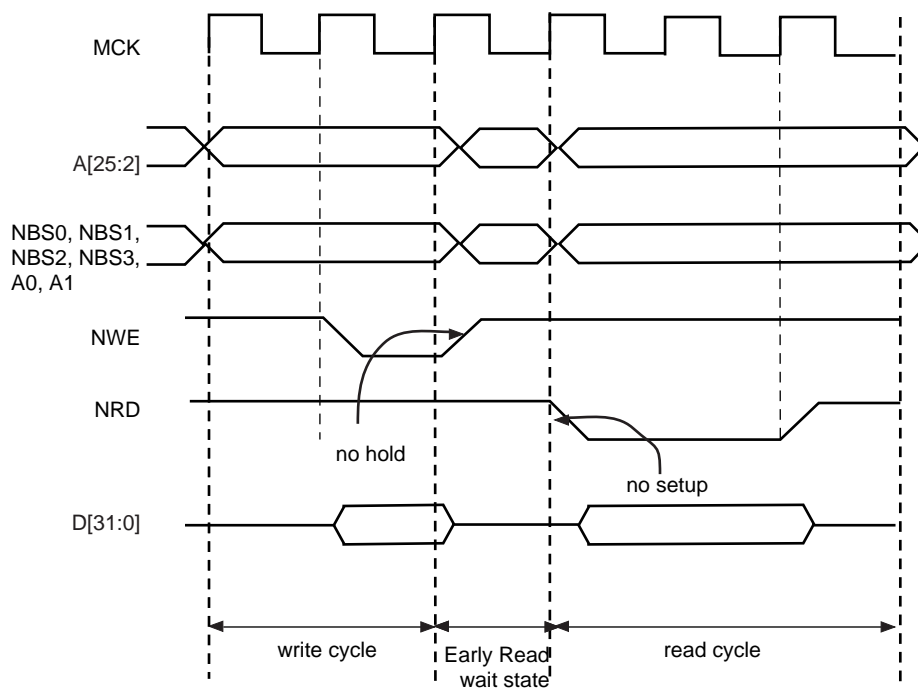 MCK
A[25:2]
NBS0, NBS1,
NBS2, NBS3,
A0, A1
NWE
NRD
no hold
no setup
D[31:0]
write cycle
Early Read
wait state
read cycle